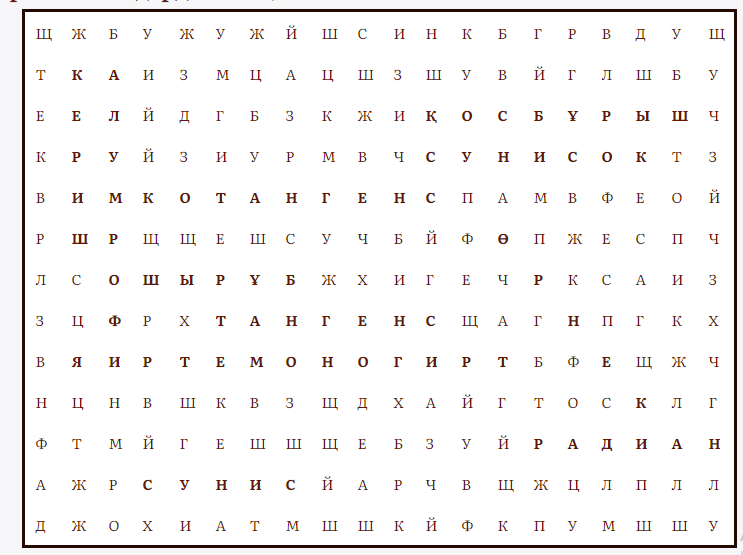 Щ Ж Б У Ж У Ж Й Ш С И Н К Б Г Р В Д У Щ
Т К А И З М Ц А Ц Ш З Ш У В Й Г Л Ш Б У
Е Е Л Й Д Г Б З К Ж И Қ О С Б Ұ Р Ы Ш Ч
К Р У Й З И У Р М В Ч С У Н И С О К Т З
В И М К О Т А Н Г Е Н С П А М В Ф Е О Й
Р Ш Р Щ Щ Е Ш С У Ч Б Й Ф Ө П Ж Е С П Ч
Л С О Ш Ы Р Ұ Б Ж Х И Г Е Ч Р К С А И З
З Ц Ф Р Х Т А Н Г Е Н С Щ А Г Н П Г К Х
В Я И Р Т Е М О Н О Г И Р Т Б Ф Е Щ Ж Ч
Н Ц Н В Ш К В З Щ Д Х А Й Г Т О С К Л Г
Ф Т М Й Г Е Ш Ш Щ Е Б З У Й Р А Д И А Н
А Ж Р С У Н И С Й А Р Ч В Щ Ж Ц Л П Л Л
Д Ж О Х И А Т М Ш Ш К Й Ф К П У М Ш Ш У